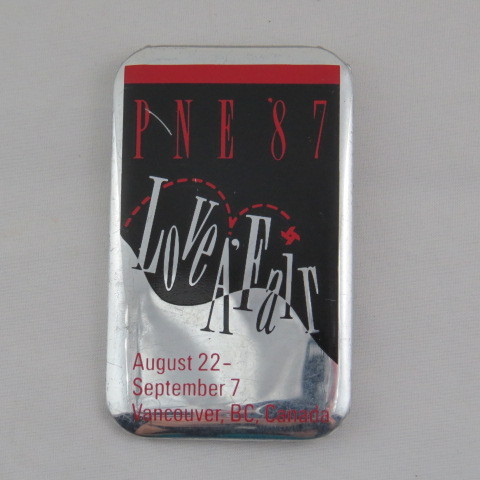 PNE '87
Love
A'Fair
August 22-
September 7
Vancouver, BC, Canada